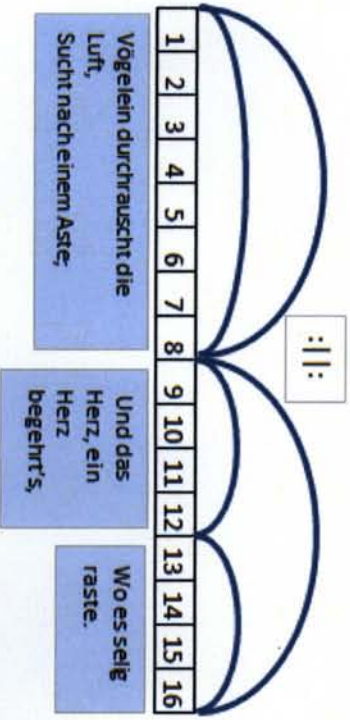 :||:
1 2 3 4 5 6 7 8 9 10 11 12 13 14 15 16
Vögelein durchrauscht die
Luft,
Sucht nach einem Aste;
Und das
Herz, ein
Herz
begehrt's,
Wo es selig
raste.